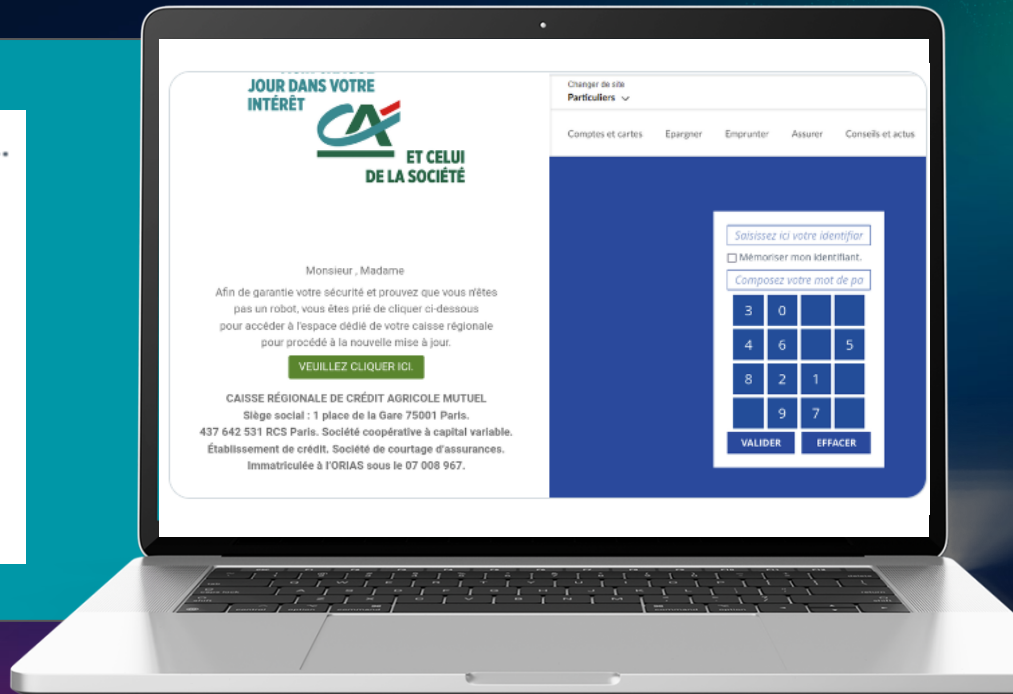 JOUR DANS VOTRE
INTÉRÊT
CA
ET CELUI
DE LA SOCIÉTÉ
Monsieur , Madame
Afin de garantie votre sécurité et prouvez que vous n'êtes
pas un robot, vous êtes prié de cliquer ci-dessous
pour accéder à l'espace dédié de votre caisse régionale
pour procédé à la nouvelle mise à jour.
VEUILLEZ CLIQUER ICI.
CAISSE RÉGIONALE DE CRÉDIT AGRICOLE MUTUEL
Siège social : 1 place de la Gare 75001 Paris.
437 642 531 RCS Paris. Société coopérative à capital variable.
Établissement de crédit. Société de courtage d'assurances.
Immatriculée à l'ORIAS sous le 07 008 967.
Changer de site
Particuliers
Comptes et cartes Epargner Emprunter Assurer Conseils et actus
Saisissez ici votre identifiar
Mémoriser mon identifiant.
Composez votre mot de pa
3 0
4 6 5
8 2 1
9 7
VALIDER EFFACER